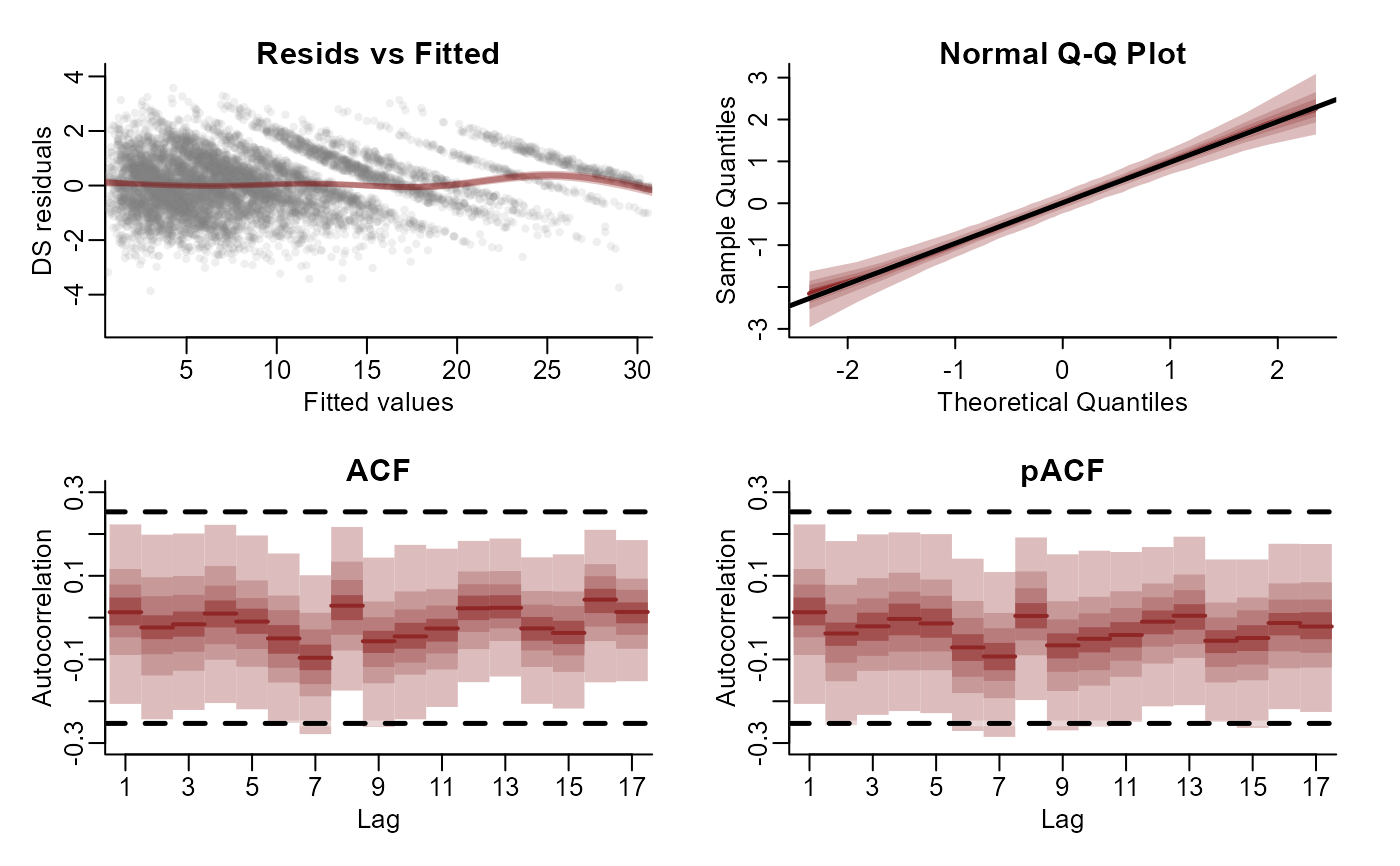 Resids vs Fitted
DS residuals
4
2
0
-2
-4
5 10 15 20 25 30
Fitted values
Normal Q-Q Plot
Sample Quantiles
3
2
1
0
-1
-3
-2 -1 0 1 2
Theoretical Quantiles
ACF
Autocorrelation
0.3
0.1
-0.1
-0.3
1 3 5 7 9 11 13 15 17
Lag
pACF
Autocorrelation
0.3
0.1
-0.1
-0.3
1 3 5 7 9 11 13 15 17
Lag